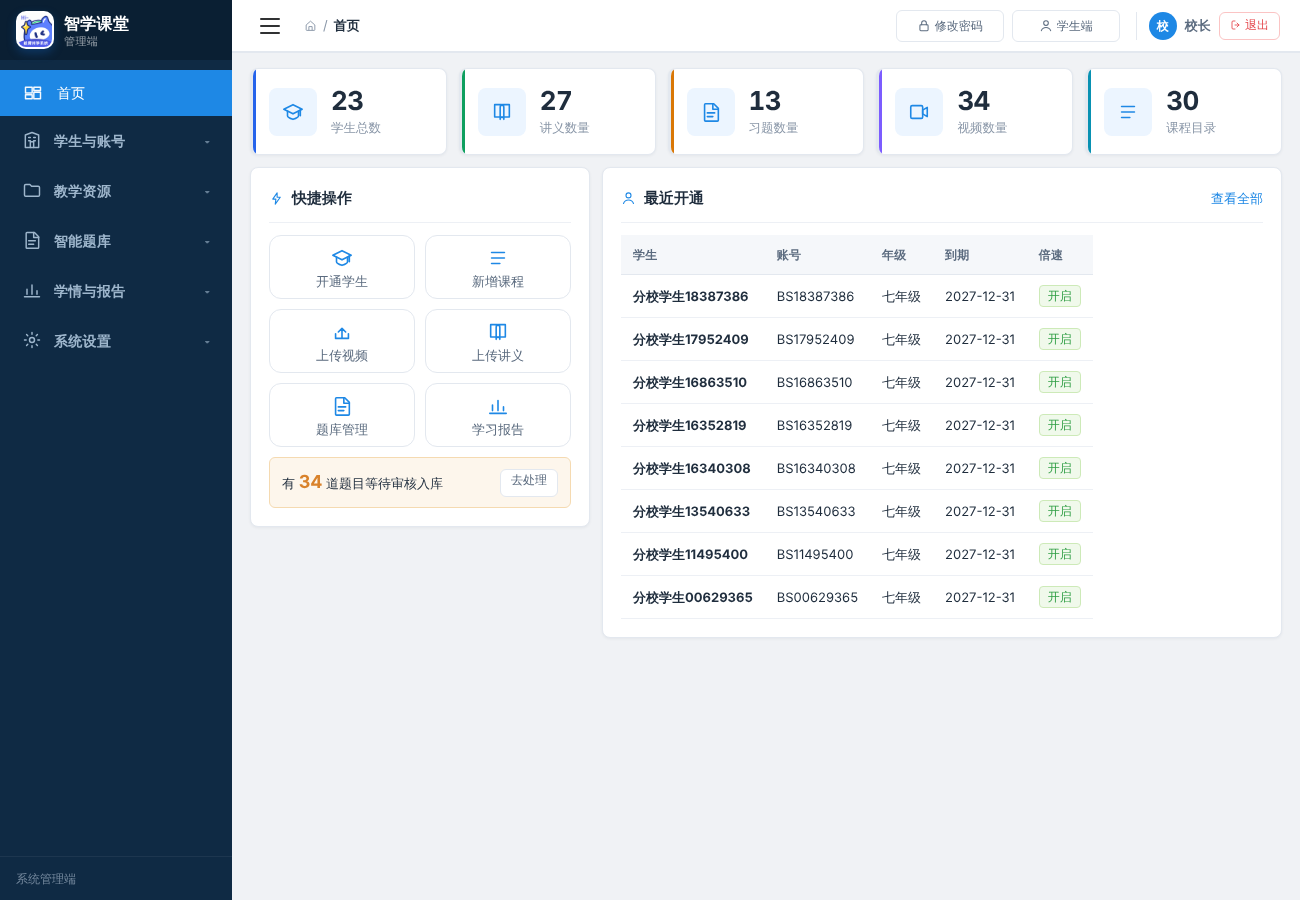 智学课堂
管理端
首页
学生与账号
教学资源
智能题库
学情与报告
系统设置
系统管理端
/ 首页
修改密码
学生端
校
校长
退出
23
学生总数
27
讲义数量
13
习题数量
34
视频数量
30
课程目录
快捷操作
开通学生
新增课程
上传视频
上传讲义
题库管理
学习报告
有 34 道题目等待审核入库
去处理
最近开通
查看全部
学生 账号 年级 到期 倍速
分校学生18387386 BS18387386 七年级 2027-12-31 开启
分校学生17952409 BS17952409 七年级 2027-12-31 开启
分校学生16863510 BS16863510 七年级 2027-12-31 开启
分校学生16352819 BS16352819 七年级 2027-12-31 开启
分校学生16340308 BS16340308 七年级 2027-12-31 开启
分校学生13540633 BS13540633 七年级 2027-12-31 开启
分校学生11495400 BS11495400 七年级 2027-12-31 开启
分校学生00629365 BS00629365 七年级 2027-12-31 开启